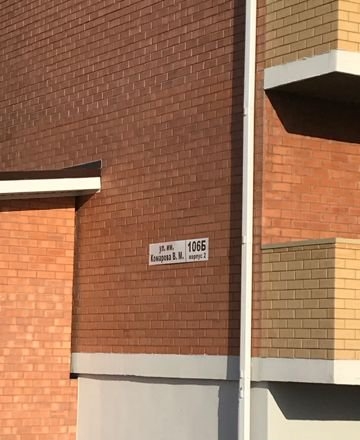 ул. им.
Комарова В. М.
106Б
корпус 2